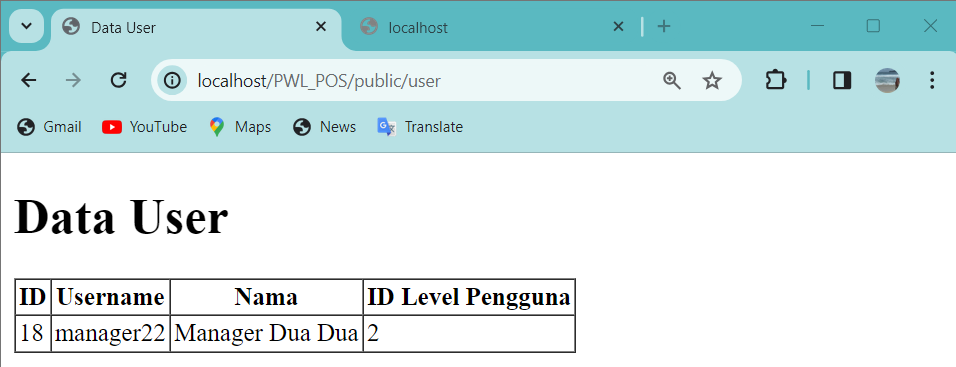 Data User
localhost
localhost/PWL_POS/public/user
Gmail YouTube Maps News Translate
Data User
ID Username Nama ID Level Pengguna
18 manager22 Manager Dua Dua 2